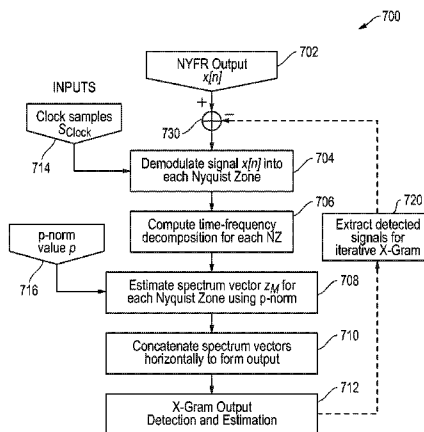 700
702
NYFR Output
x[n]
INPUTS
Clock samples
SClock
714
+
−
730
704
Demodulate signal x[n] into
each Nyquist Zone
706
Compute time-frequency
decomposition for each NZ
720
Extract detected
signals for
iterative X-Gram
p-norm
value p
716
708
Estimate spectrum vector zM for
each Nyquist Zone using p-norm
710
Concatenate spectrum vectors
horizontally to form output
712
X-Gram Output
Detection and Estimation